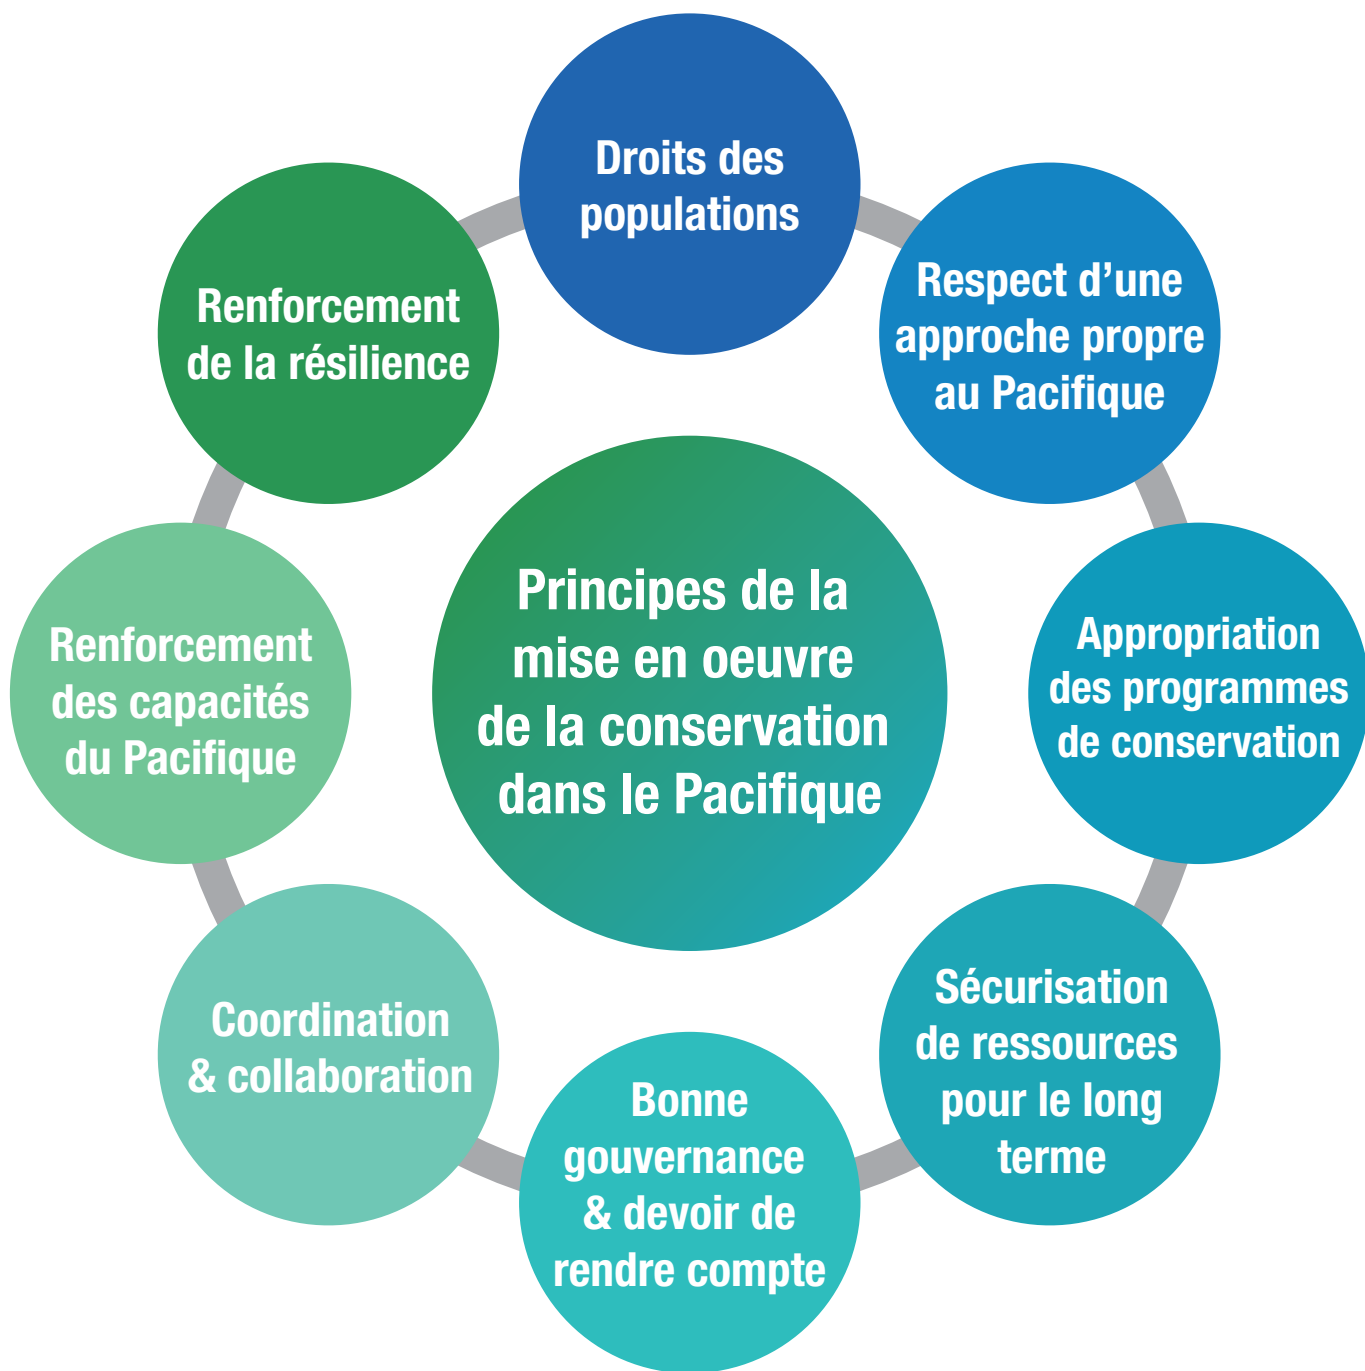 Droits des
populations
Respect d’une
approche propre
au Pacifique
Appropriation
des programmes
de conservation
Sécurisation
de ressources
pour le long
terme
Bonne
gouvernance
& devoir de
rendre compte
Coordination
& collaboration
Renforcement
des capacités
du Pacifique
Renforcement
de la résilience
Principes de la
mise en oeuvre
de la conservation
dans le Pacifique